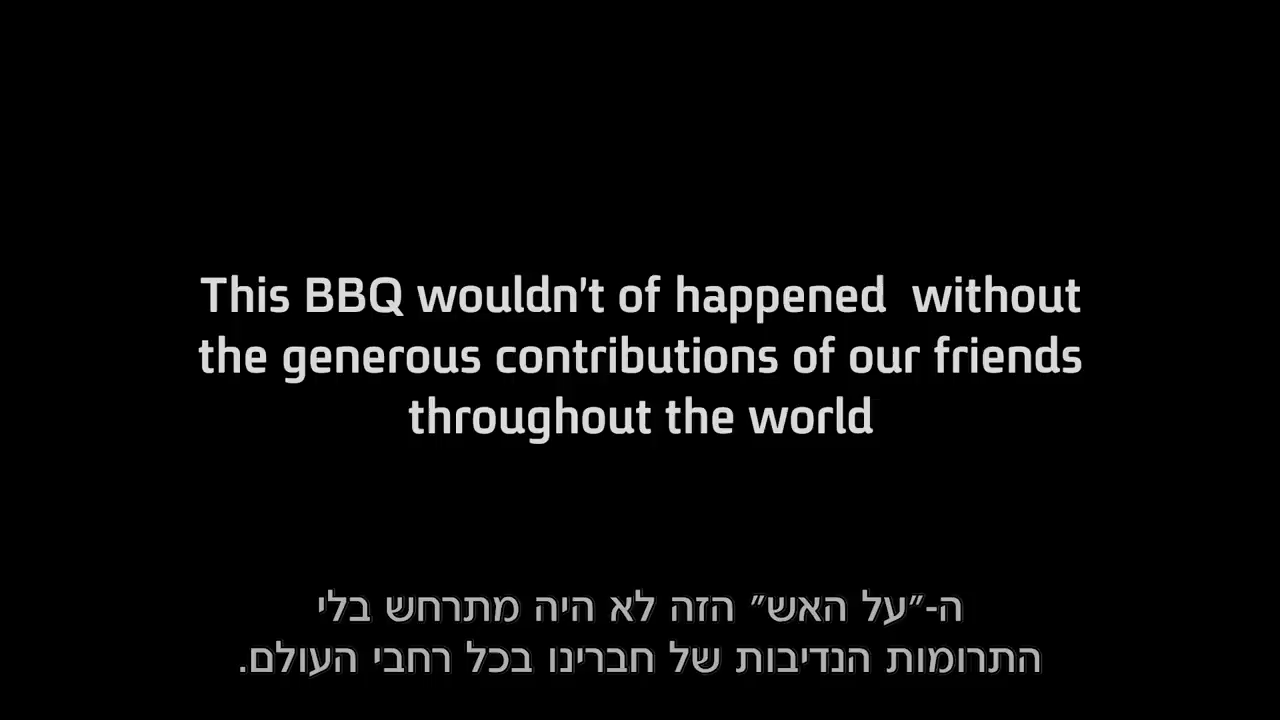 This BBQ wouldn't of happened  without
the generous contributions of our friends
throughout the world
ה-״על האש״ הזה לא היה מתרחש בלי
התרומות הנדיבות של חברינו בכל רחבי העולם.